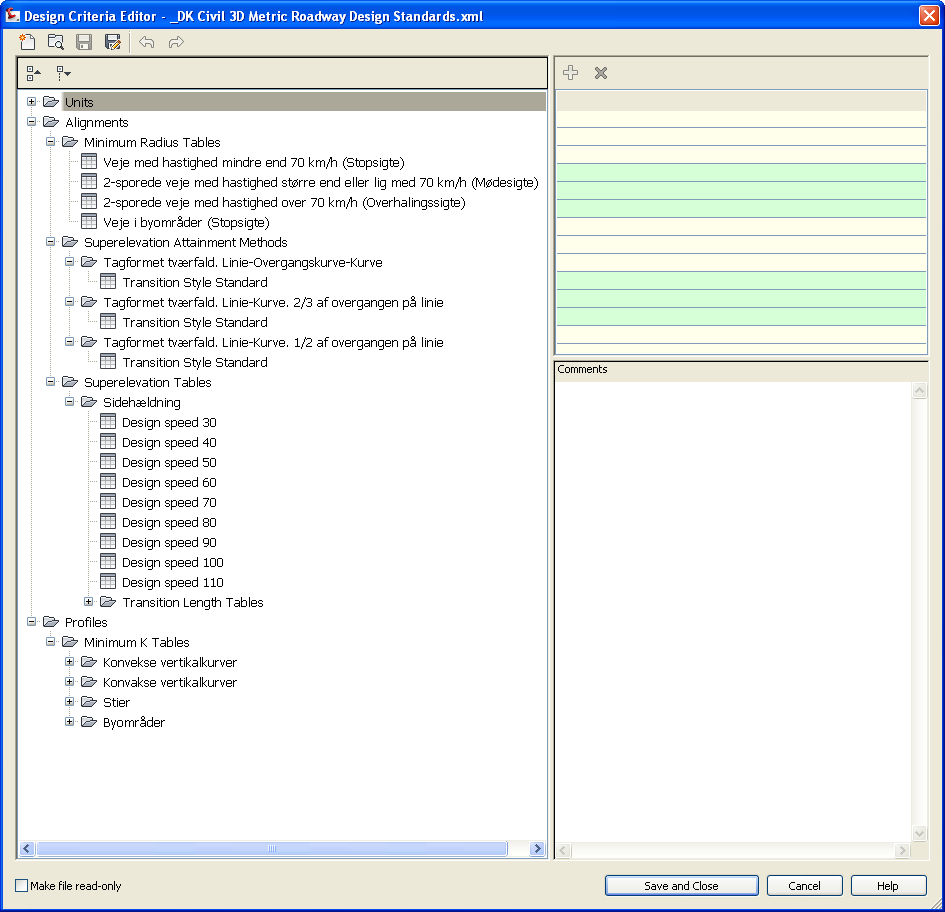 Design Criteria Editor - _DK Civil 3D Metric Roadway Design Standards.xml
Units
Alignments
Minimum Radius Tables
Veje med hastighed mindre end 70 km/h (Stopsigte)
2-sporede veje med hastighed større end eller lig med 70 km/h (Mødesigte)
2-sporede veje med hastighed over 70 km/h (Overhalingssigte)
Veje i byområder (Stopsigte)
Superelevation Attainment Methods
Tagformet tværfald. Linie-Overgangskurve-Kurve
Transition Style Standard
Tagformet tværfald. Linie-Kurve. 2/3 af overgangen på linie
Transition Style Standard
Tagformet tværfald. Linie-Kurve. 1/2 af overgangen på linie
Transition Style Standard
Superelevation Tables
Sidehældning
Design speed 30
Design speed 40
Design speed 50
Design speed 60
Design speed 70
Design speed 80
Design speed 90
Design speed 100
Design speed 110
Transition Length Tables
Profiles
Minimum K Tables
Konvekse vertikalkurver
Konvakse vertikalkurver
Stier
Byområder
Comments
Make file read-only
Save and Close
Cancel
Help